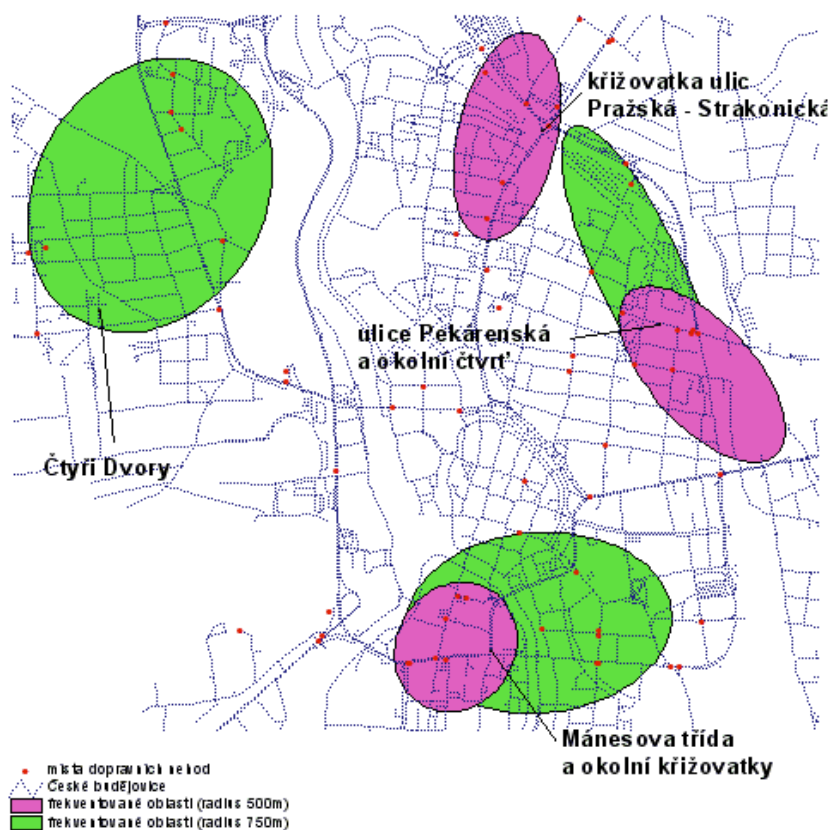 křižovatka ulic
Pražská - Strakonická
ulice Pekárenská
a okolní čtvrť
Čtyři Dvory
Mánesova třída
a okolní křižovatky
místa dopravních nehod
České budějovice
frekventované oblasti (radius 500m)
frekventované oblasti (radius 750m)